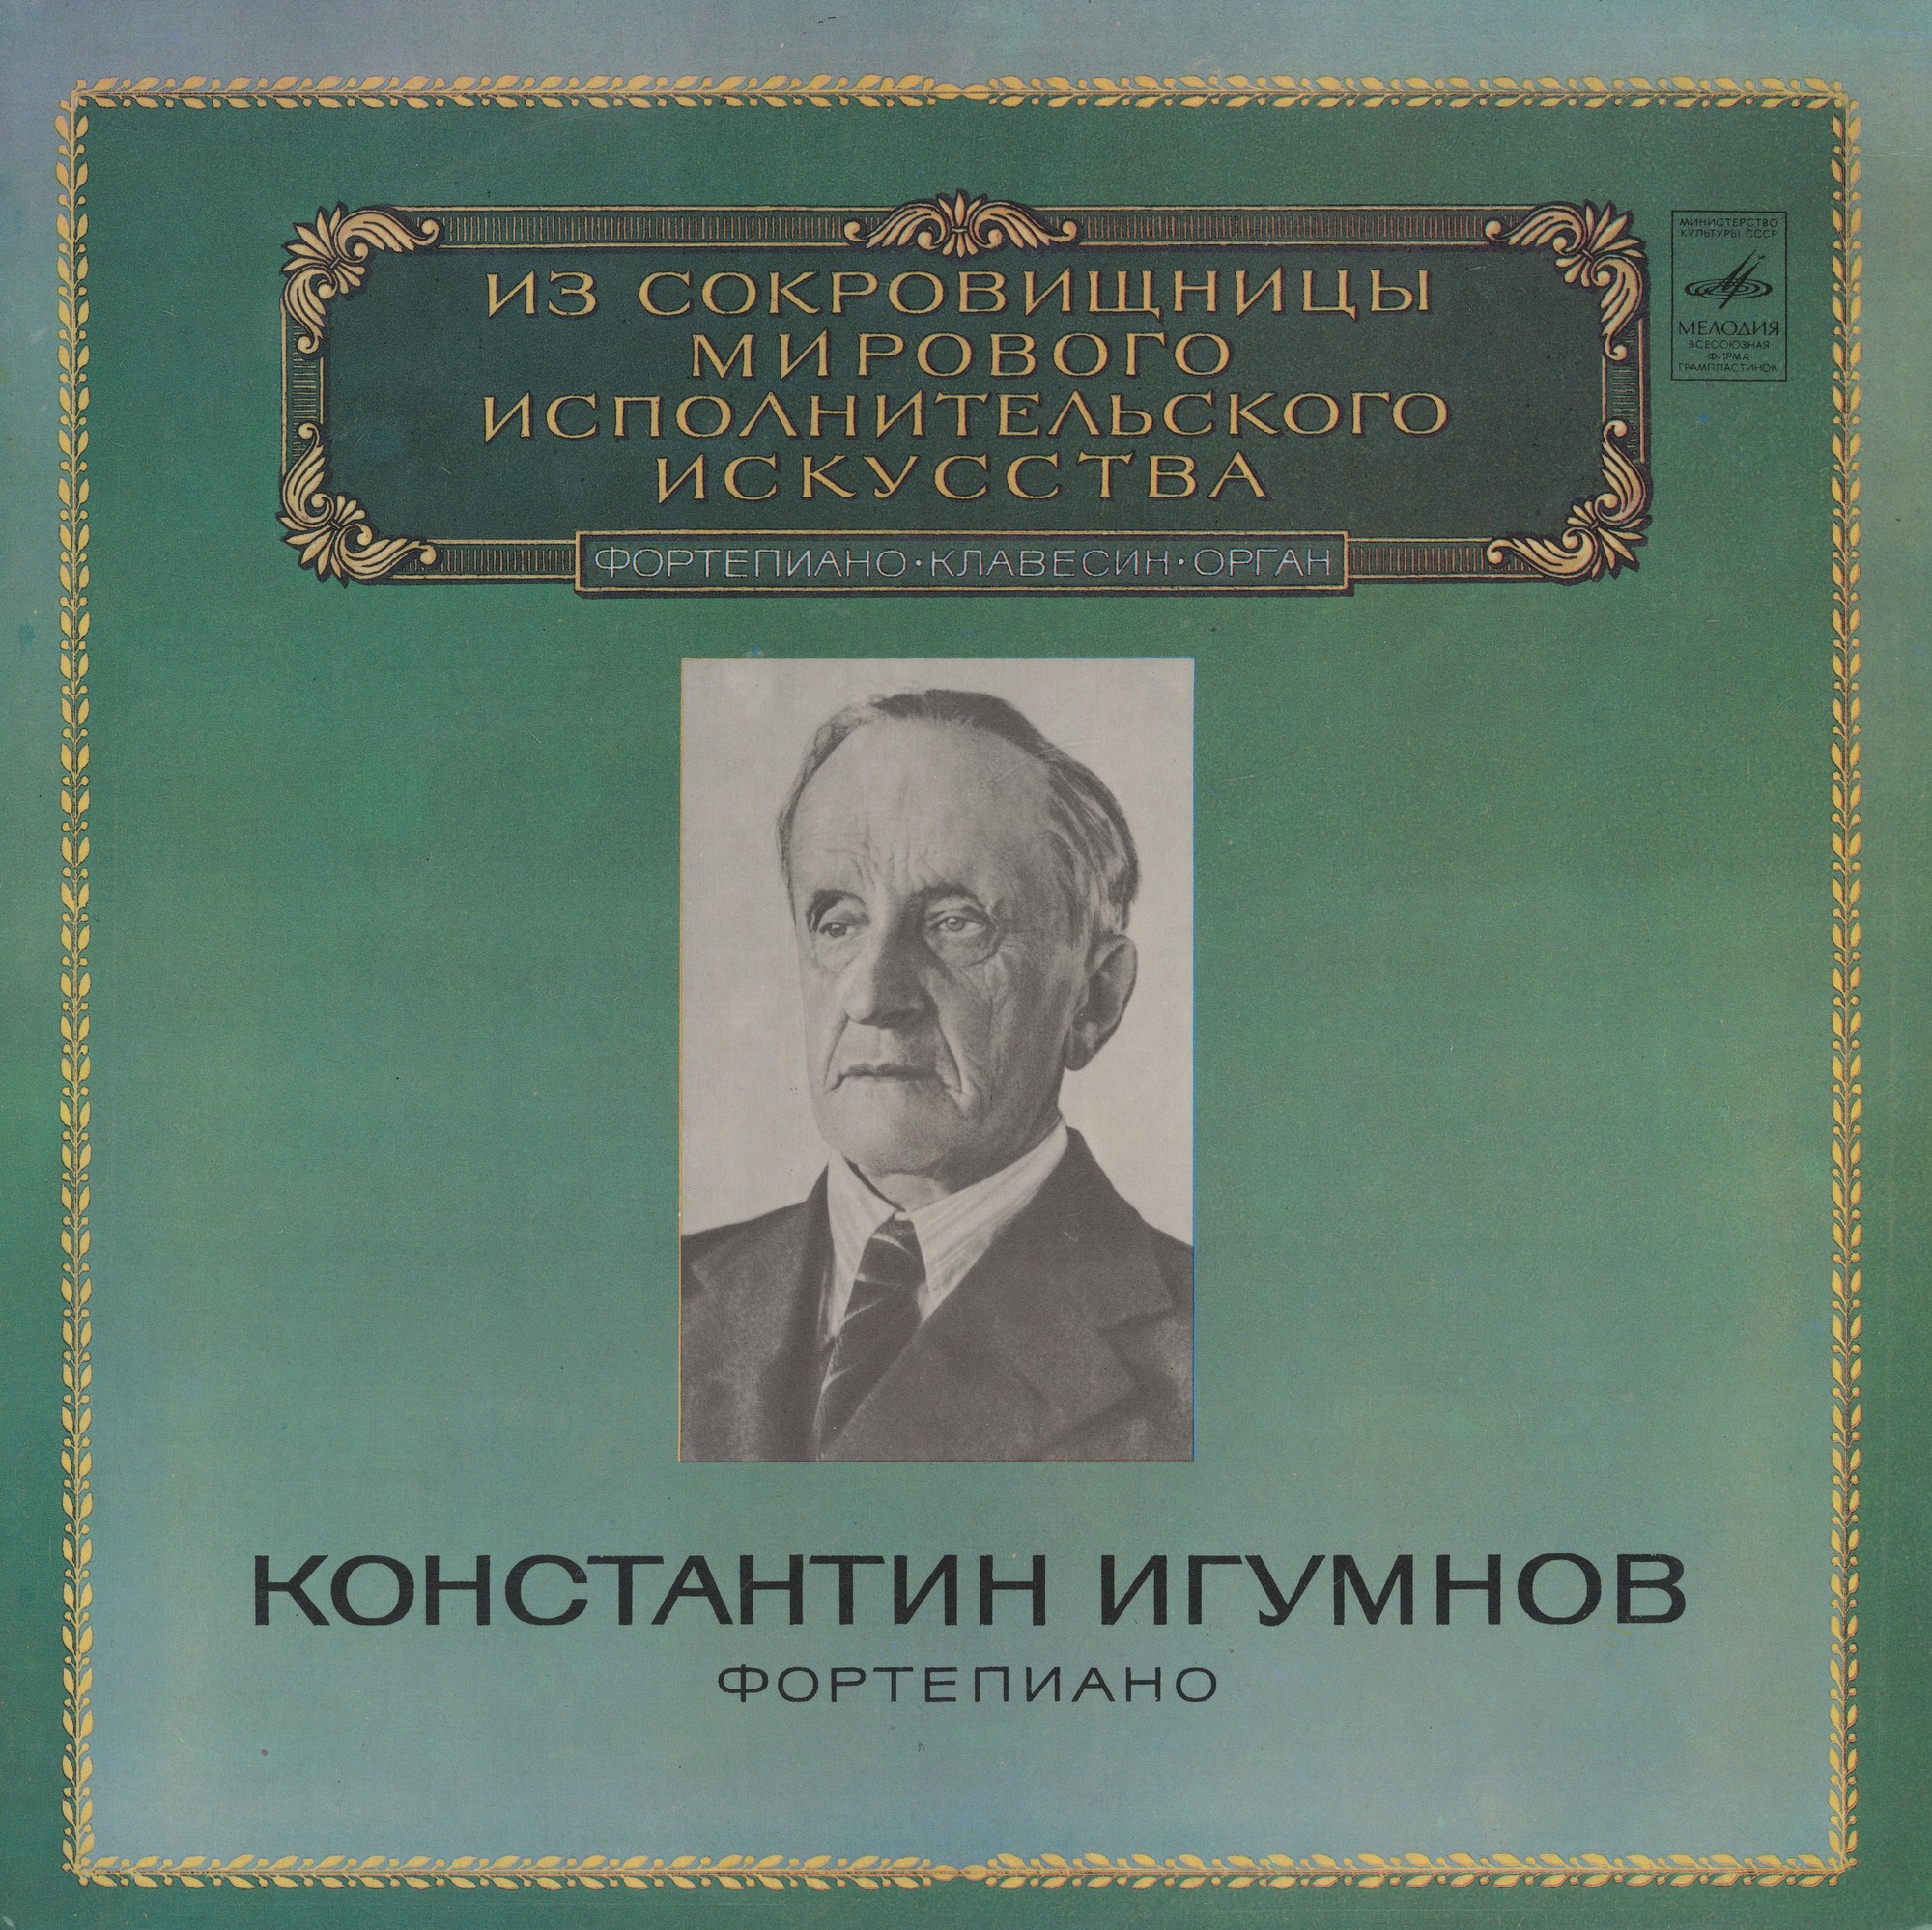 ИЗ СОКРОВИЩНИЦЫ
МИРОВОГО
ИСПОЛНИТЕЛЬСКОГО
ИСКУССТВА
ФОРТЕПИАНО·КЛАВЕСИН·ОРГАН
МИНИСТЕРСТВО
КУЛЬТУРЫ СССР
МЕЛОДИЯ
ВСЕСОЮЗНАЯ
ФИРМА
ГРАМПЛАСТИНОК
КОНСТАНТИН ИГУМНОВ
ФОРТЕПИАНО